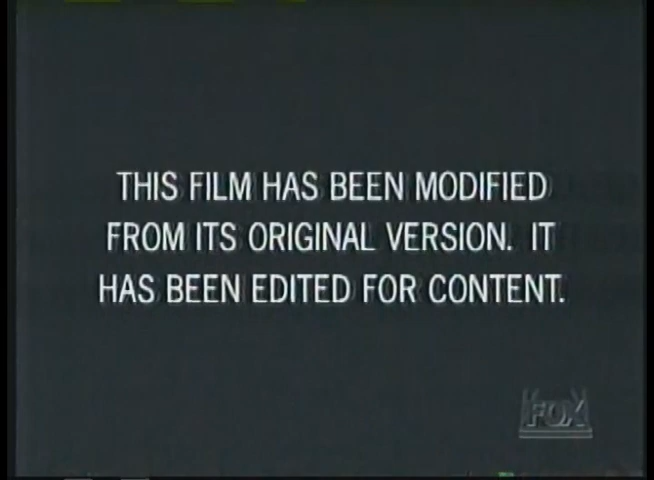 THIS FILM HAS BEEN MODIFIED
FROM ITS ORIGINAL VERSION. IT
HAS BEEN EDITED FOR CONTENT.
FOX